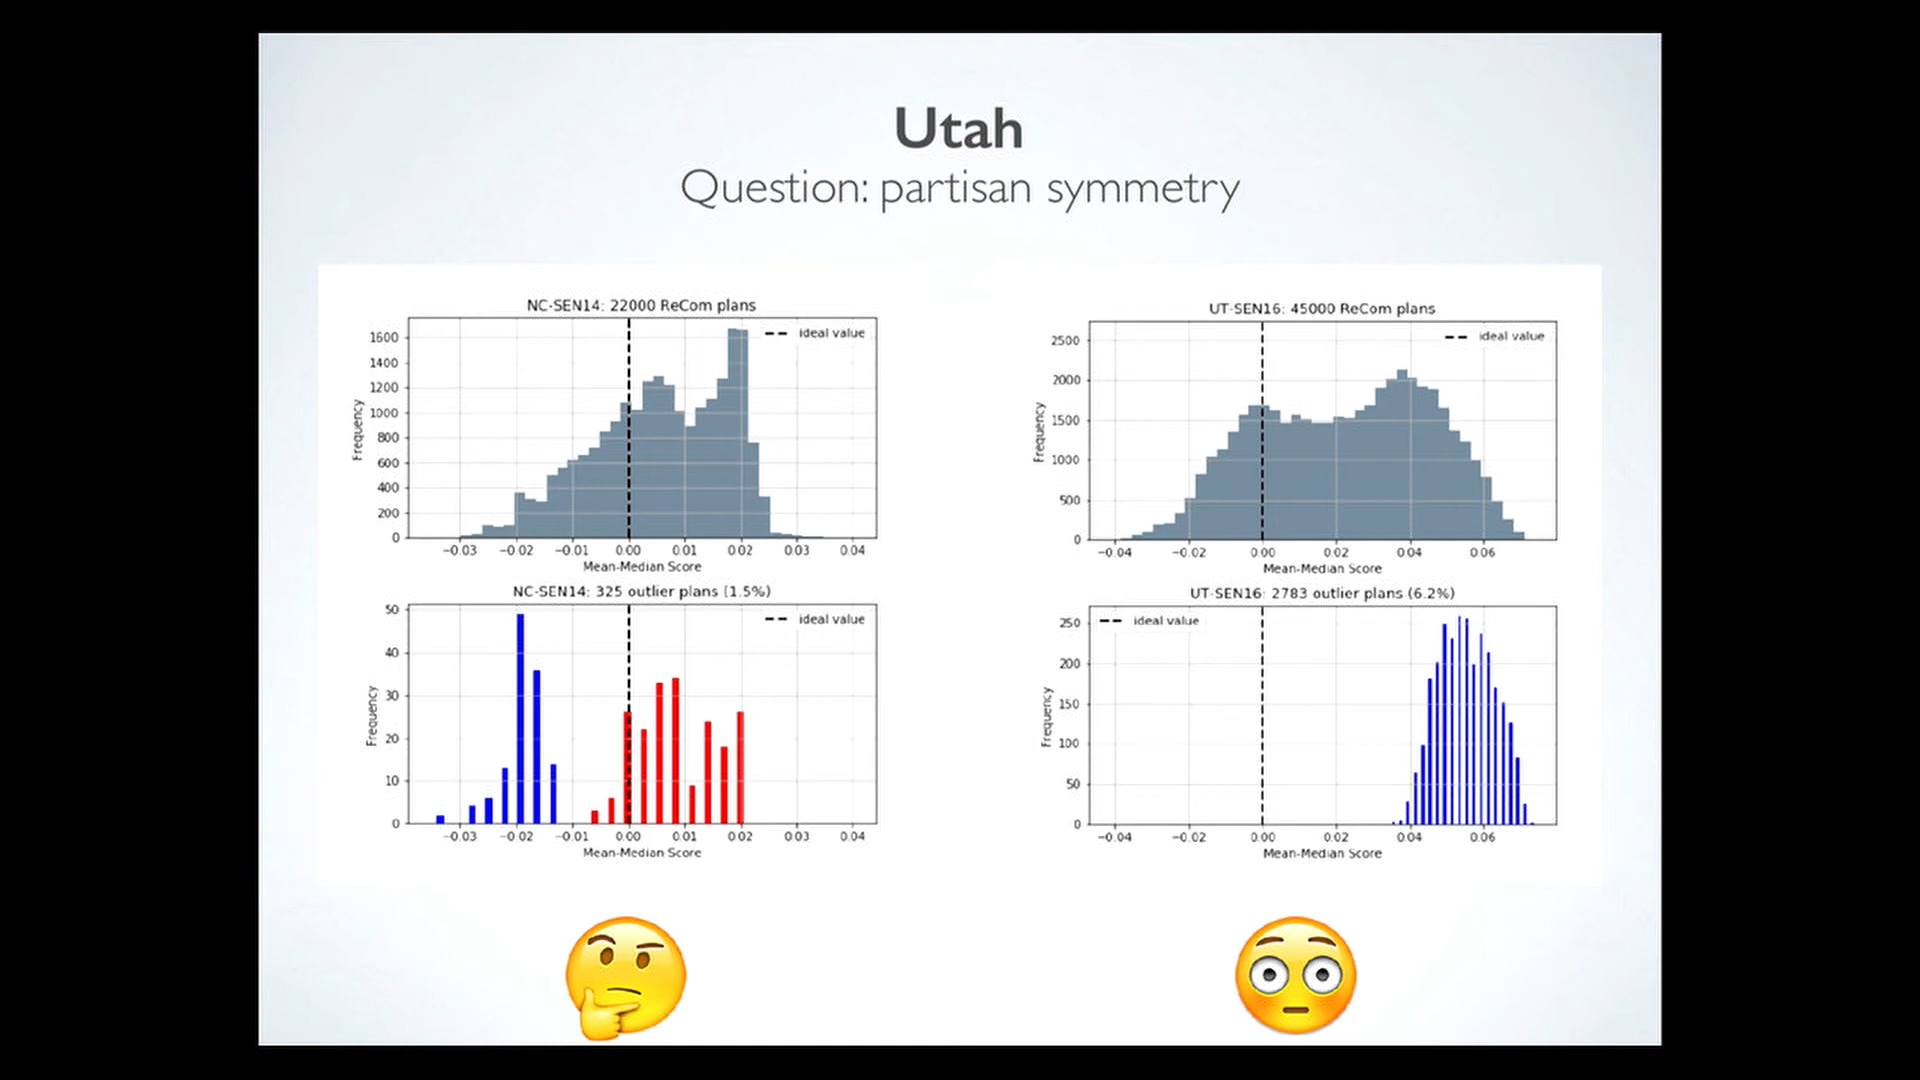 Utah
Question: partisan symmetry
NC-SEN14: 22000 ReCom plans
ideal value
1600
1400
1200
1000
800
600
400
200
0
Frequency
−0.03 −0.02 −0.01 0.00 0.01 0.02 0.03 0.04
Mean-Median Score
NC-SEN14: 325 outlier plans (1.5%)
ideal value
50
40
30
20
10
0
Frequency
−0.03 −0.02 −0.01 0.00 0.01 0.02 0.03 0.04
Mean-Median Score
UT-SEN16: 45000 ReCom plans
ideal value
2500
2000
1500
1000
500
0
Frequency
−0.04 −0.02 0.00 0.02 0.04 0.06
Mean-Median Score
UT-SEN16: 2783 outlier plans (6.2%)
ideal value
250
200
150
100
50
0
Frequency
−0.04 −0.02 0.00 0.02 0.04 0.06
Mean-Median Score